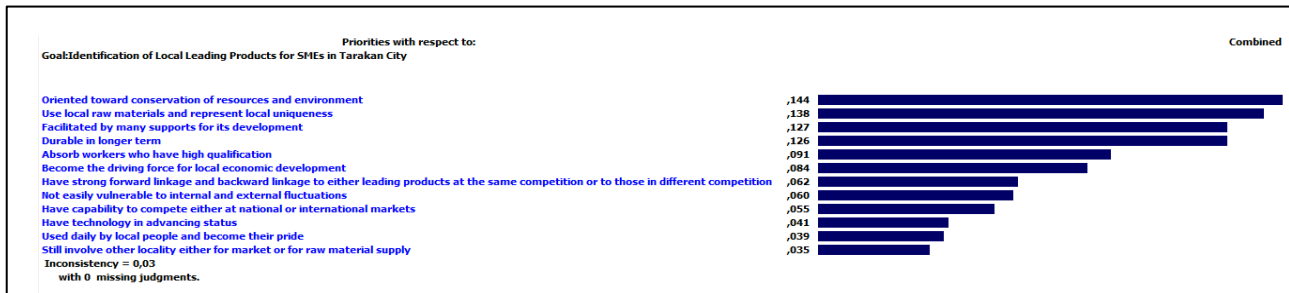 Priorities with respect to: Combined
Goal:Identification of Local Leading Products for SMEs in Tarakan City
Oriented toward conservation of resources and environment ,144
Use local raw materials and represent local uniqueness ,138
Facilitated by many supports for its development ,127
Durable in longer term ,126
Absorb workers who have high qualification ,091
Become the driving force for local economic development ,084
Have strong forward linkage and backward linkage to either leading products at the same competition or to those in different competition ,062
Not easily vulnerable to internal and external fluctuations ,060
Have capability to compete either at national or international markets ,055
Have technology in advancing status ,041
Used daily by local people and become their pride ,039
Still involve other locality either for market or for raw material supply ,035
Inconsistency = 0,03
with 0 missing judgments.